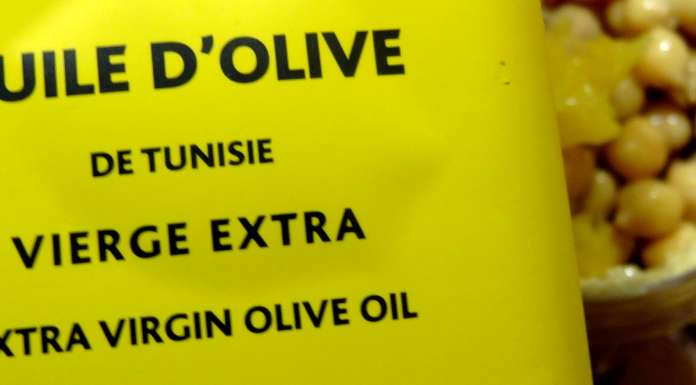 UILE D'OLIVE
DE TUNISIE
VIERGE EXTRA
XTRA VIRGIN OLIVE OIL